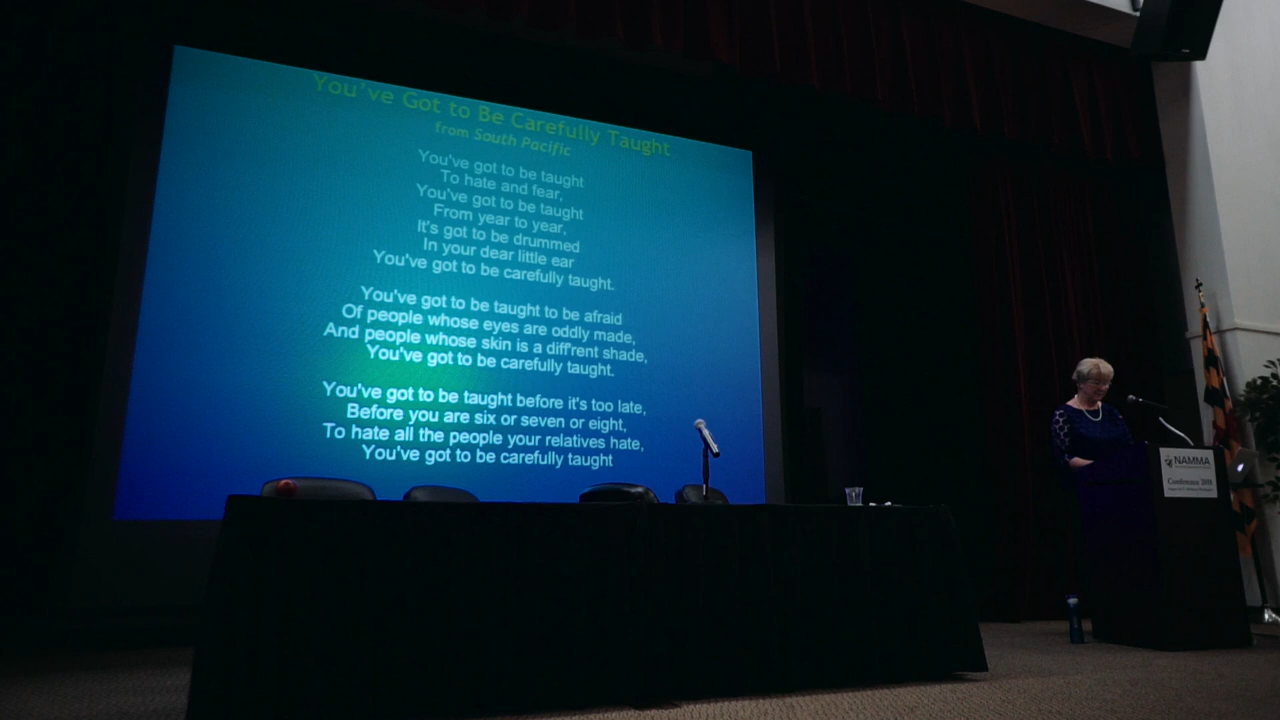 You've Got to Be Carefully Taught
from South Pacific
You've got to be taught
To hate and fear,
You've got to be taught
From year to year,
It's got to be drummed
In your dear little ear
You've got to be carefully taught.
You've got to be taught to be afraid
Of people whose eyes are oddly made,
And people whose skin is a diff'rent shade,
You've got to be carefully taught.
You've got to be taught before it's too late,
Before you are six or seven or eight,
To hate all the people your relatives hate,
You've got to be carefully taught
NAMMA
Conference 2019